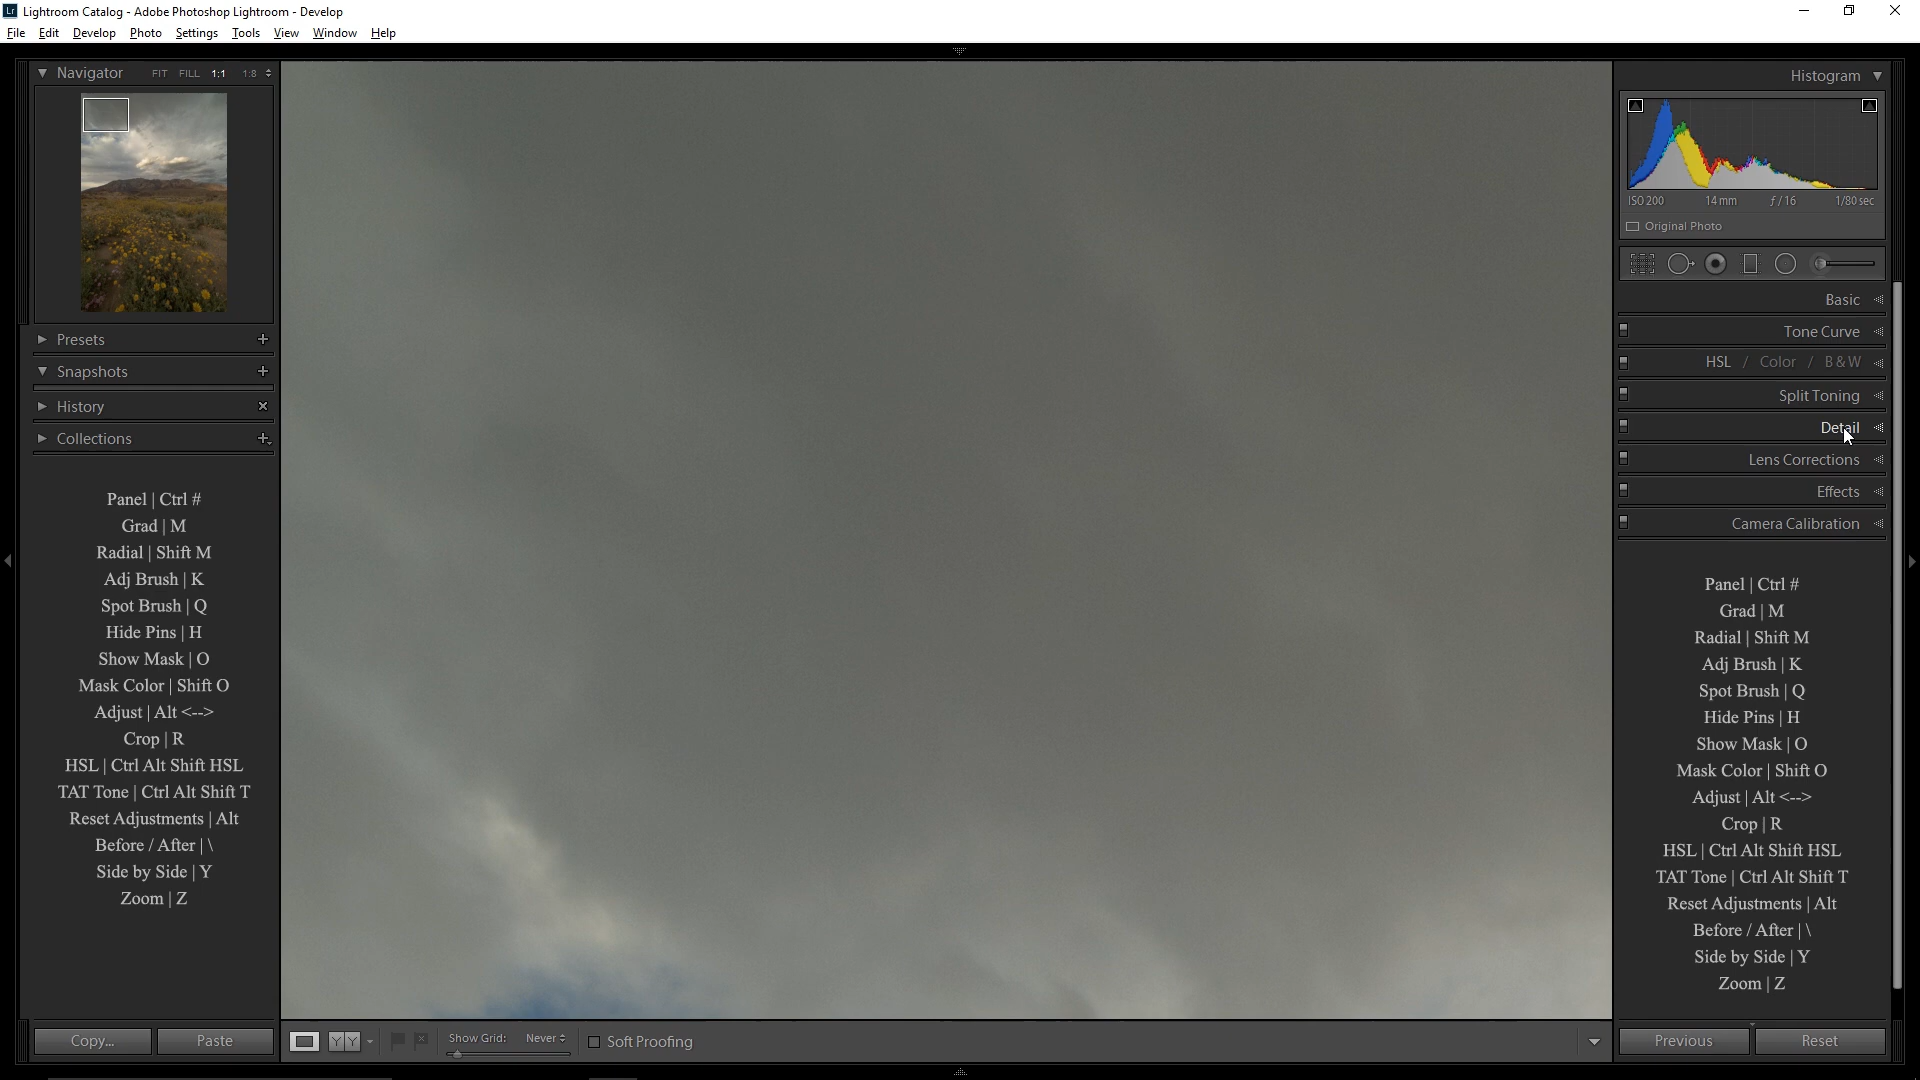 Lr Lightroom Catalog - Adobe Photoshop Lightroom - Develop
File Edit Develop Photo Settings Tools View Window Help
Navigator FIT FILL 1:1 1:8
Presets
Snapshots
History
Collections
Panel | Ctrl #
Grad | M
Radial | Shift M
Adj Brush | K
Spot Brush | Q
Hide Pins | H
Show Mask | O
Mask Color | Shift O
Adjust | Alt <-->
Crop | R
HSL | Ctrl Alt Shift HSL
TAT Tone | Ctrl Alt Shift T
Reset Adjustments | Alt
Before / After | \
Side by Side | Y
Zoom | Z
Copy... Paste
YY Show Grid: Never Soft Proofing
Histogram
ISO 200 14 mm f / 16 1/80 sec
Original Photo
Basic
Tone Curve
HSL / Color / B & W
Split Toning
Detail
Lens Corrections
Effects
Camera Calibration
Panel | Ctrl #
Grad | M
Radial | Shift M
Adj Brush | K
Spot Brush | Q
Hide Pins | H
Show Mask | O
Mask Color | Shift O
Adjust | Alt <-->
Crop | R
HSL | Ctrl Alt Shift HSL
TAT Tone | Ctrl Alt Shift T
Reset Adjustments | Alt
Before / After | \
Side by Side | Y
Zoom | Z
Previous Reset